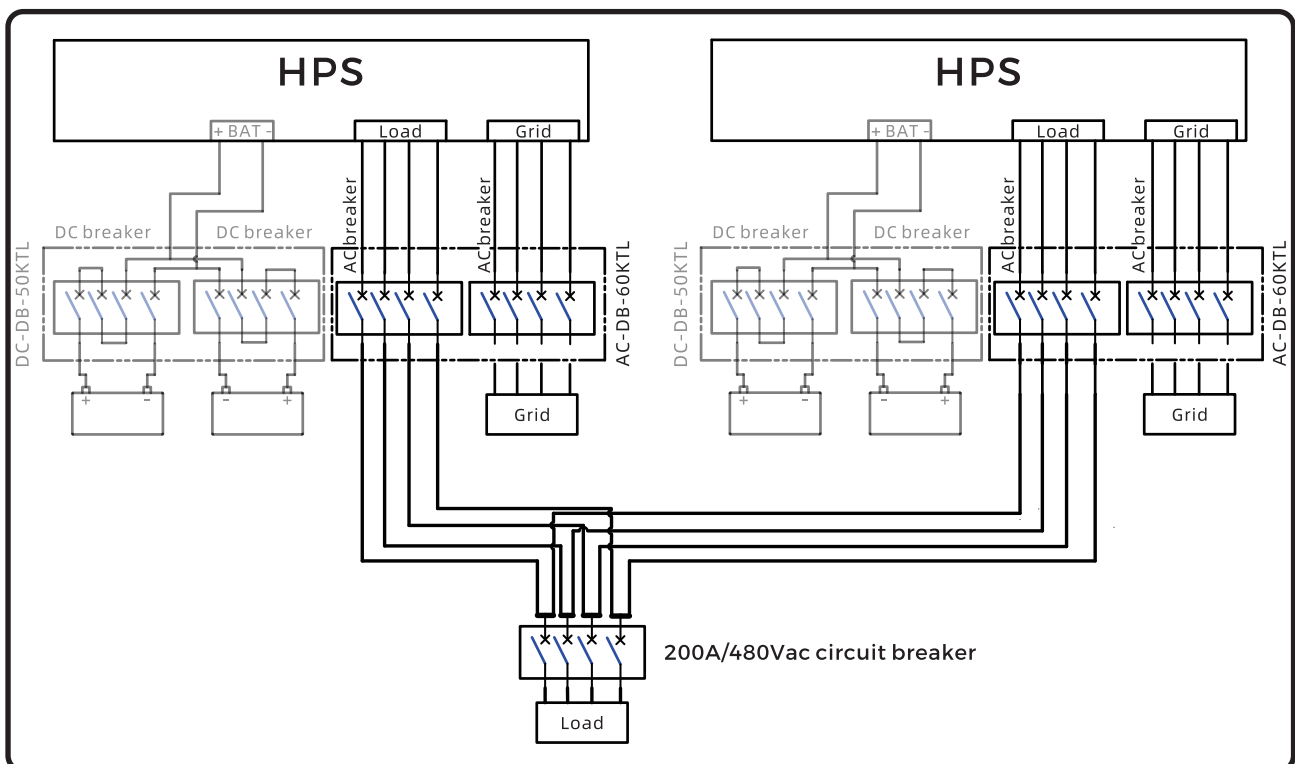 HPS
HPS
+ BAT -
Load
Grid
+ BAT -
Load
Grid
AC breaker
AC breaker
AC breaker
AC breaker
DC breaker
DC breaker
DC breaker
DC breaker
DC-DB-50KTL
AC-DB-60KTL
DC-DB-50KTL
AC-DB-60KTL
+ -
- +
Grid
+ -
- +
Grid
200A/480Vac circuit breaker
Load